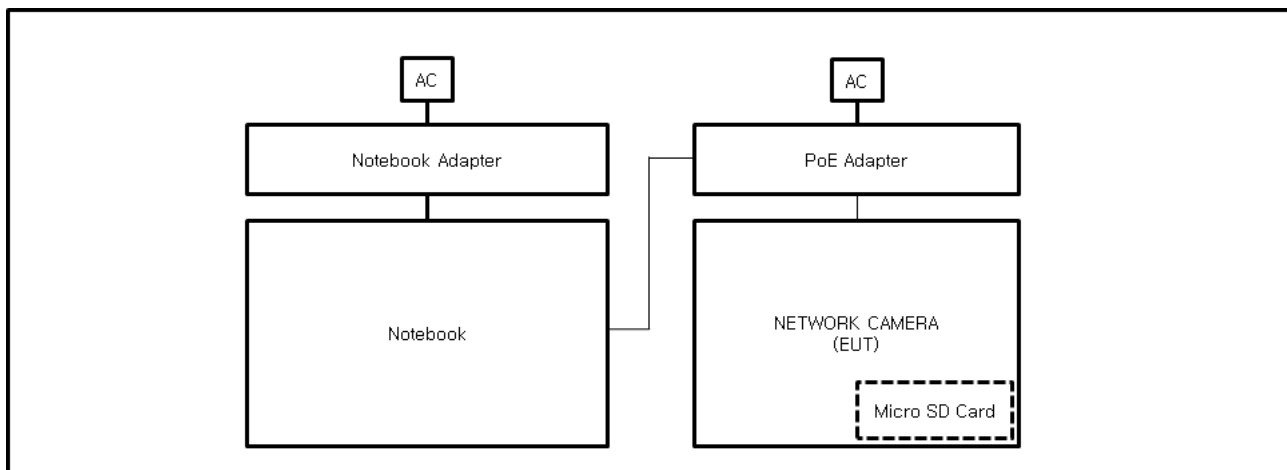 AC
AC
Notebook Adapter
PoE Adapter
Notebook
NETWORK CAMERA
(EUT)
Micro SD Card